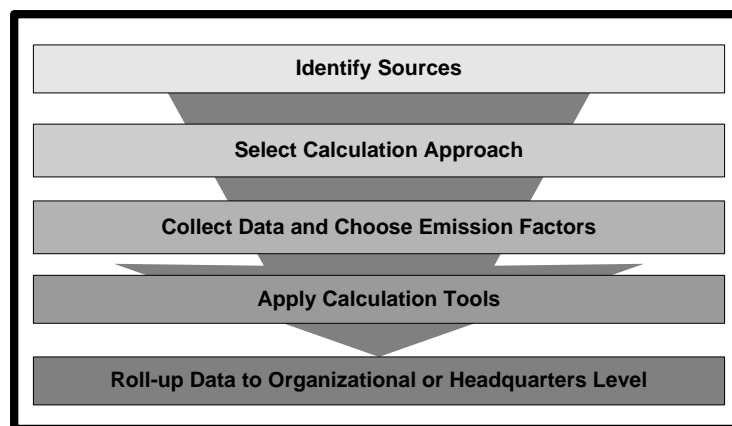 Identify Sources
Select Calculation Approach
Collect Data and Choose Emission Factors
Apply Calculation Tools
Roll-up Data to Organizational or Headquarters Level